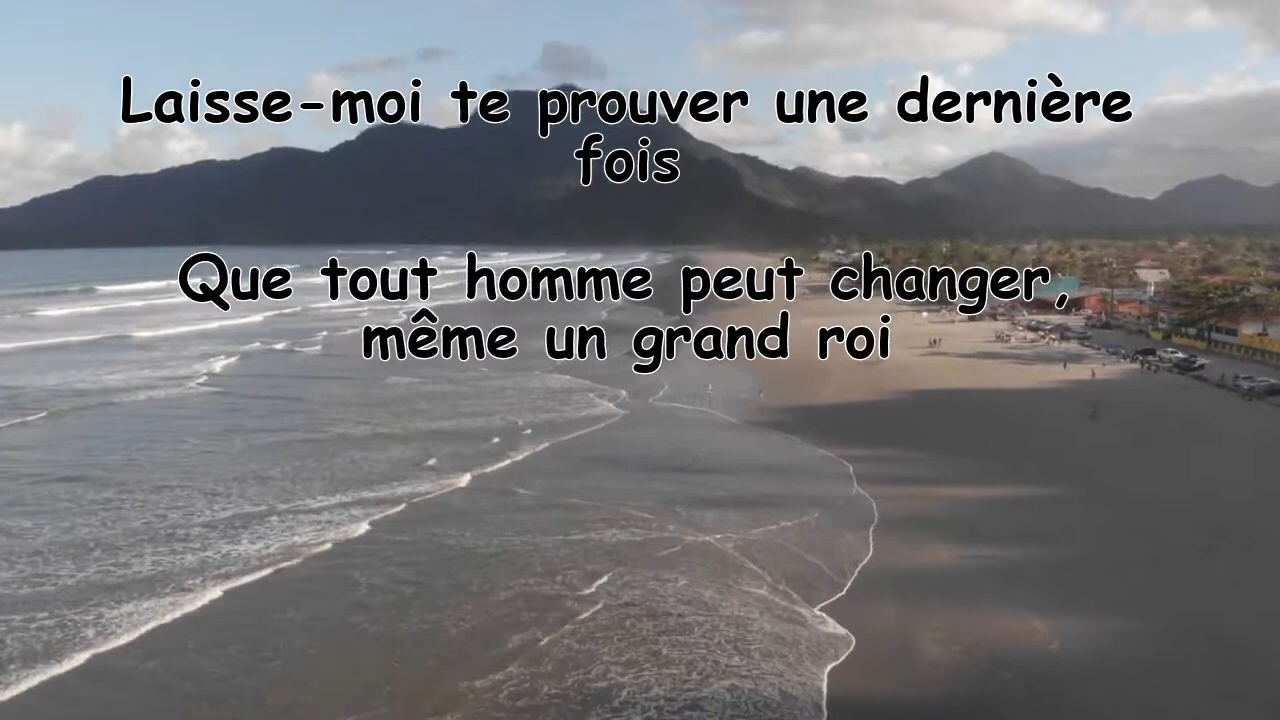 Laisse-moi te prouver une dernière
fois
Que tout homme peut changer,
même un grand roi